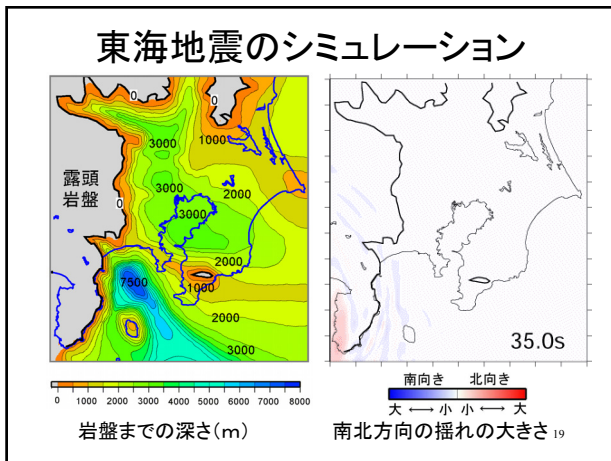 東海地震のシミュレーション
0
0
1000
3000
露頭
岩盤
3000
2000
0
3000
2000
7500
1000
2000
3000
35.0s
0 1000 2000 3000 4000 5000 6000 7000 8000
岩盤までの深さ(m)
南向き 北向き
大 ⟷ 小 小 ⟷ 大
南北方向の揺れの大きさ 19